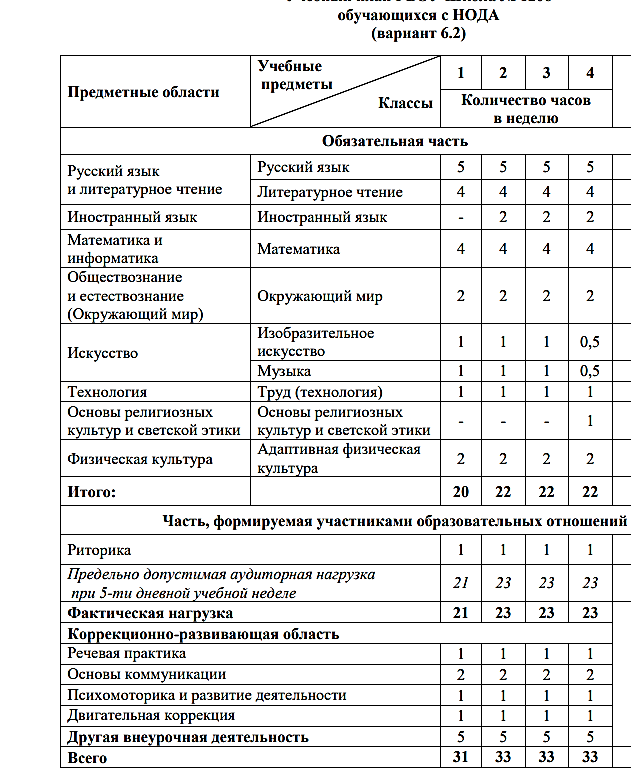 обучающихся с НОДА
(вариант 6.2)
Предметные области
Учебные
предметы
Классы
1 2 3 4
Количество часов
в неделю
Обязательная часть
Русский язык
и литературное чтение
Русский язык 5 5 5 5
Литературное чтение 4 4 4 4
Иностранный язык Иностранный язык - 2 2 2
Математика и
информатика
Математика 4 4 4 4
Обществознание
и естествознание
(Окружающий мир)
Окружающий мир 2 2 2 2
Искусство
Изобразительное
искусство
1 1 1 0,5
Музыка 1 1 1 0,5
Технология Труд (технология) 1 1 1 1
Основы религиозных
культур и светской этики
Основы религиозных
культур и светской этики
- - - 1
Физическая культура
Адаптивная физическая
культура
2 2 2 2
Итого: 20 22 22 22
Часть, формируемая участниками образовательных отношений
Риторика 1 1 1 1
Предельно допустимая аудиторная нагрузка
при 5-ти дневной учебной неделе
21 23 23 23
Фактическая нагрузка 21 23 23 23
Коррекционно-развивающая область
Речевая практика 1 1 1 1
Основы коммуникации 2 2 2 2
Психомоторика и развитие деятельности 1 1 1 1
Двигательная коррекция 1 1 1 1
Другая внеурочная деятельность 5 5 5 5
Всего 31 33 33 33